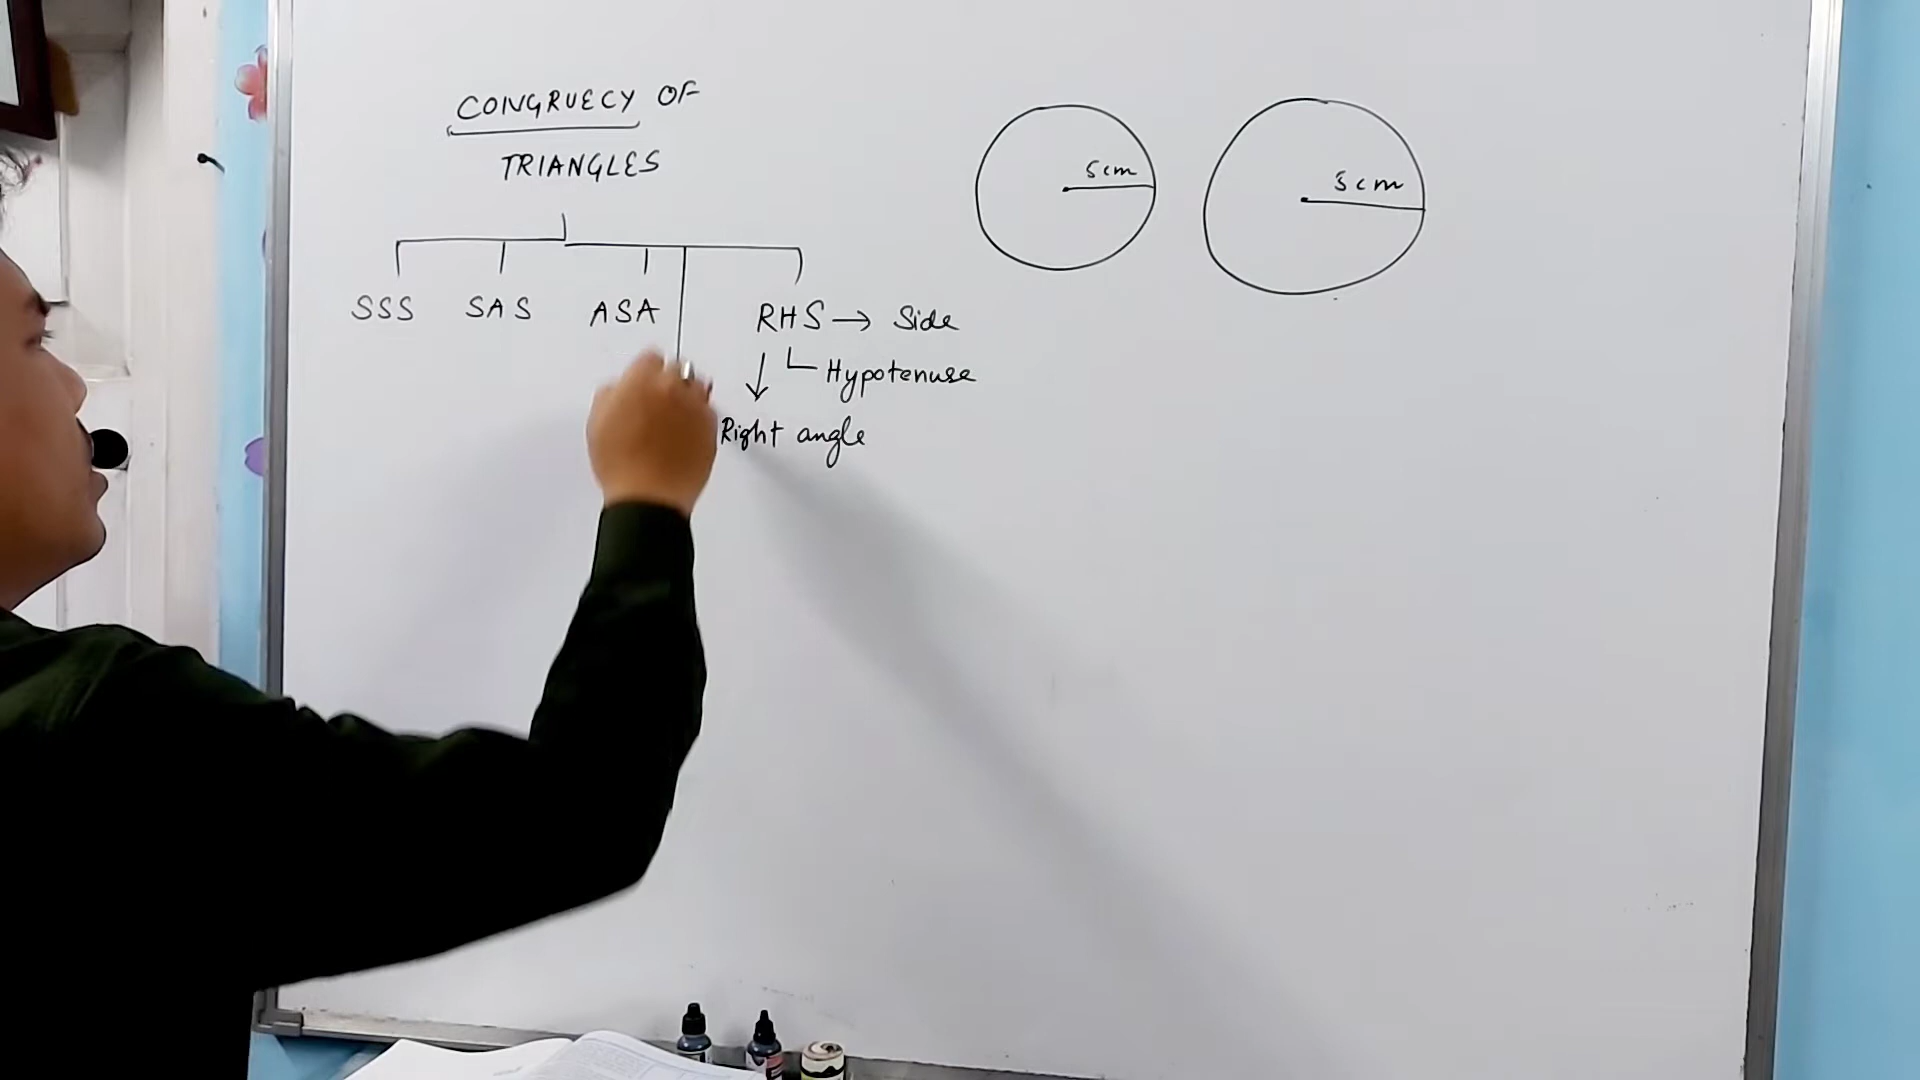 CONGRUECY OF
TRIANGLES
SSS SAS ASA RHS → Side
Hypotenuse
Right angle
5cm
5cm